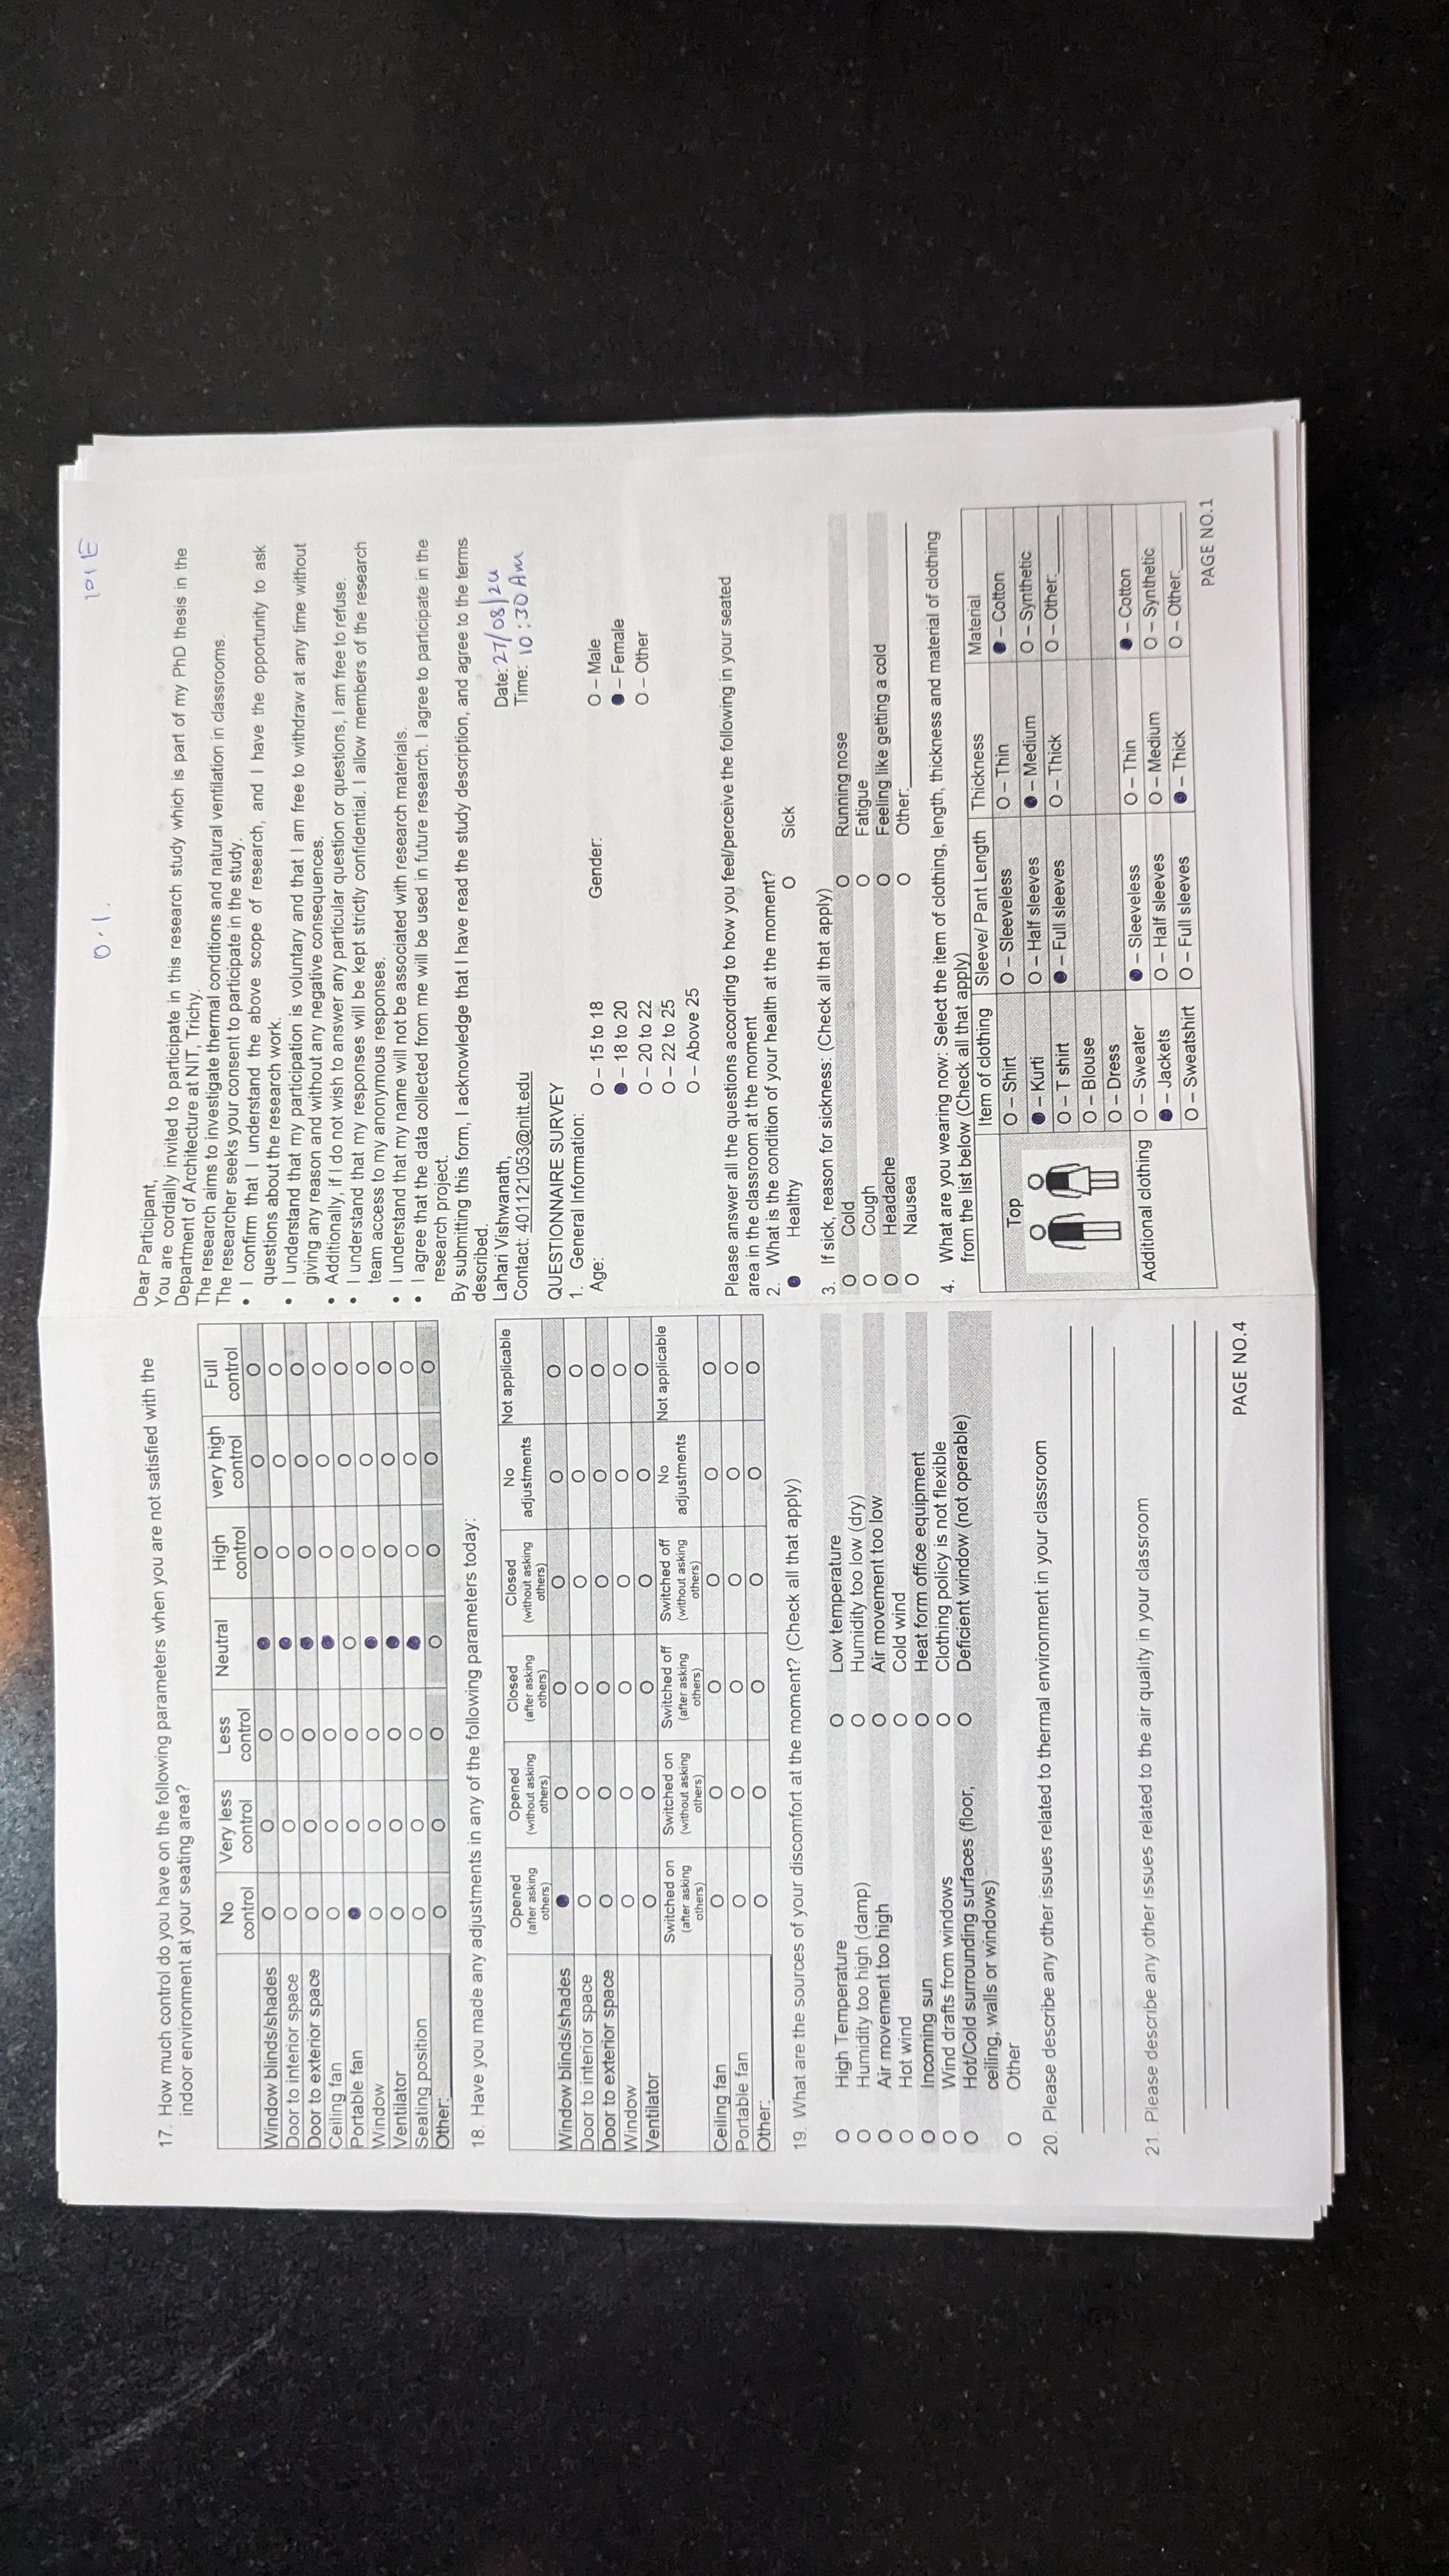 17. How much control do you have on the following parameters when you are not satisfied with the
indoor environment at your seating area?
No control Very less control Less control Neutral High control very high control Full control
Window blinds/shades O O O ● O O O
Door to interior space O O O ● O O O
Door to exterior space O O O ● O O O
Ceiling fan O O O ● O O O
Portable fan ● O O O O O O
Window O O O ● O O O
Ventilator O O O ● O O O
Seating position O O O ● O O O
Other: O O O O O O O
18. Have you made any adjustments in any of the following parameters today:
Opened (after asking others) Opened (without asking others) Closed (after asking others) Closed (without asking others) No adjustments Not applicable
Window blinds/shades ● O O O O O
Door to interior space O O O O O O
Door to exterior space O O O O O O
Window O O O O O O
Ventilator O O O O O O
Switched on (after asking others) Switched on (without asking others) Switched off (after asking others) Switched off (without asking others) No adjustments Not applicable
Ceiling fan O O O O O O
Portable fan O O O O O O
Other: O O O O O O
19. What are the sources of your discomfort at the moment? (Check all that apply)
O High Temperature O Low temperature
O Humidity too high (damp) O Humidity too low (dry)
O Air movement too high O Air movement too low
O Hot wind O Cold wind
O Incoming sun O Heat form office equipment
O Wind drafts from windows O Clothing policy is not flexible
O Hot/Cold surrounding surfaces (floor, O Deficient window (not operable)
ceiling, walls or windows)
O Other
20. Please describe any other issues related to thermal environment in your classroom
21. Please describe any other issues related to the air quality in your classroom
PAGE NO.4
0.1. 101E
Dear Participant,
You are cordially invited to participate in this research study which is part of my PhD thesis in the
Department of Architecture at NIT, Trichy.
The research aims to investigate thermal conditions and natural ventilation in classrooms.
The researcher seeks your consent to participate in the study.
• I confirm that I understand the above scope of research, and I have the opportunity to ask
questions about the research work.
• I understand that my participation is voluntary and that I am free to withdraw at any time without
giving any reason and without any negative consequences.
• Additionally, if I do not wish to answer any particular question or questions, I am free to refuse.
• I understand that my responses will be kept strictly confidential. I allow members of the research
team access to my anonymous responses.
• I understand that my name will not be associated with research materials.
• I agree that the data collected from me will be used in future research. I agree to participate in the
research project.
By submitting this form, I acknowledge that I have read the study description, and agree to the terms
described.
Lahari Vishwanath, Date: 27/08/24
Contact: 401121053@nitt.edu Time: 10:30 Am
QUESTIONNAIRE SURVEY
1. General Information:
Age: O – 15 to 18 Gender: O – Male
● – 18 to 20 ● – Female
O – 20 to 22 O – Other
O – 22 to 25
O – Above 25
Please answer all the questions according to how you feel/perceive the following in your seated
area in the classroom at the moment
2. What is the condition of your health at the moment?
● Healthy O Sick
3. If sick, reason for sickness: (Check all that apply)
O Cold O Running nose
O Cough O Fatigue
O Headache O Feeling like getting a cold
O Nausea O Other:
4. What are you wearing now: Select the item of clothing, length, thickness and material of clothing
from the list below (Check all that apply)
Item of clothing Sleeve/ Pant Length Thickness Material
Top O – Shirt O – Sleeveless O – Thin ● – Cotton
● – Kurti O – Half sleeves ● – Medium O – Synthetic
O – T shirt ● – Full sleeves O – Thick O – Other:
O – Blouse
O – Dress
Additional clothing O – Sweater ● – Sleeveless O – Thin ● – Cotton
● – Jackets O – Half sleeves O – Medium O – Synthetic
O – Sweatshirt O – Full sleeves ● – Thick O – Other:
PAGE NO.1